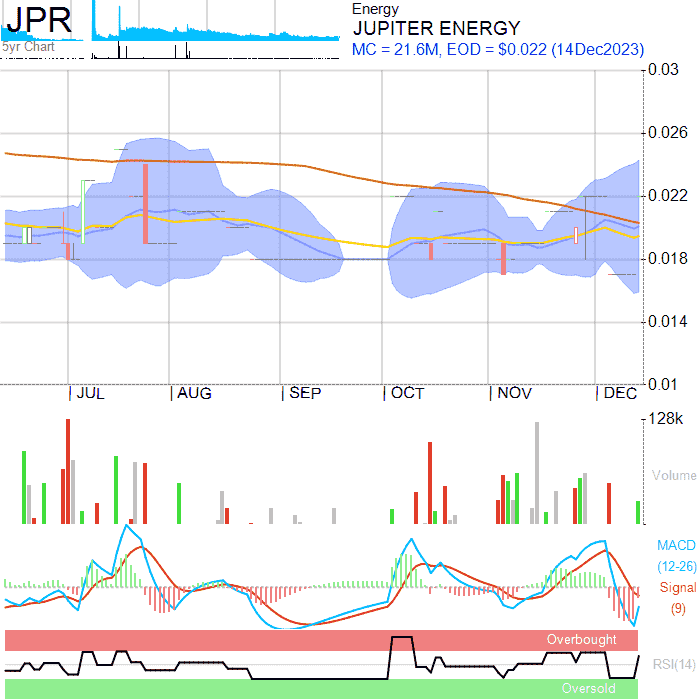 JPR
5yr Chart
Energy
JUPITER ENERGY
MC = 21.6M, EOD = $0.022 (14Dec2023)
0.03
0.026
0.022
0.018
0.014
0.01
JUL AUG SEP OCT NOV DEC
128k
Volume
MACD
(12-26)
Signal
(9)
Overbought
RSI(14)
Oversold